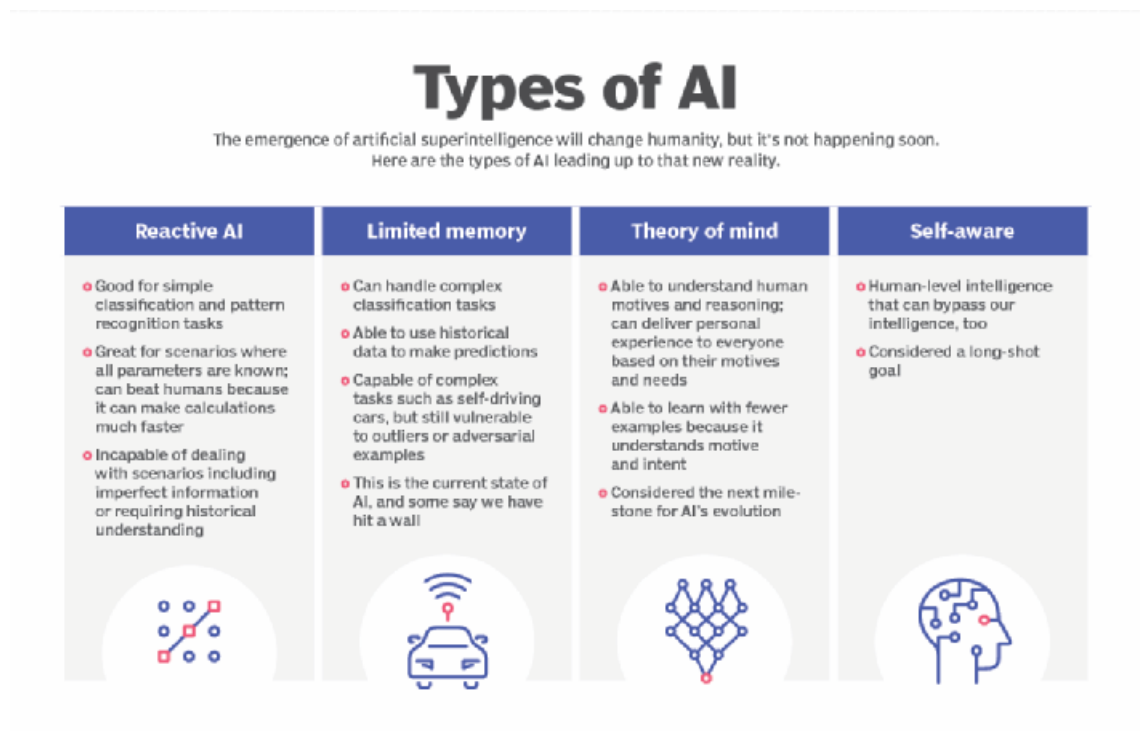 Types of AI
The emergence of artificial superintelligence will change humanity, but it's not happening soon.
Here are the types of AI leading up to that new reality.
Reactive AI
Good for simple
classification and pattern
recognition tasks
Great for scenarios where
all parameters are known;
can beat humans because
it can make calculations
much faster
Incapable of dealing
with scenarios including
imperfect information
or requiring historical
understanding
Limited memory
Can handle complex
classification tasks
Able to use historical
data to make predictions
Capable of complex
tasks such as self-driving
cars, but still vulnerable
to outliers or adversarial
examples
This is the current state of
AI, and some say we have
hit a wall
Theory of mind
Able to understand human
motives and reasoning;
can deliver personal
experience to everyone
based on their motives
and needs
Able to learn with fewer
examples because it
understands motive
and intent
Considered the next mile-
stone for AI's evolution
Self-aware
Human-level intelligence
that can bypass our
intelligence, too
Considered a long-shot
goal